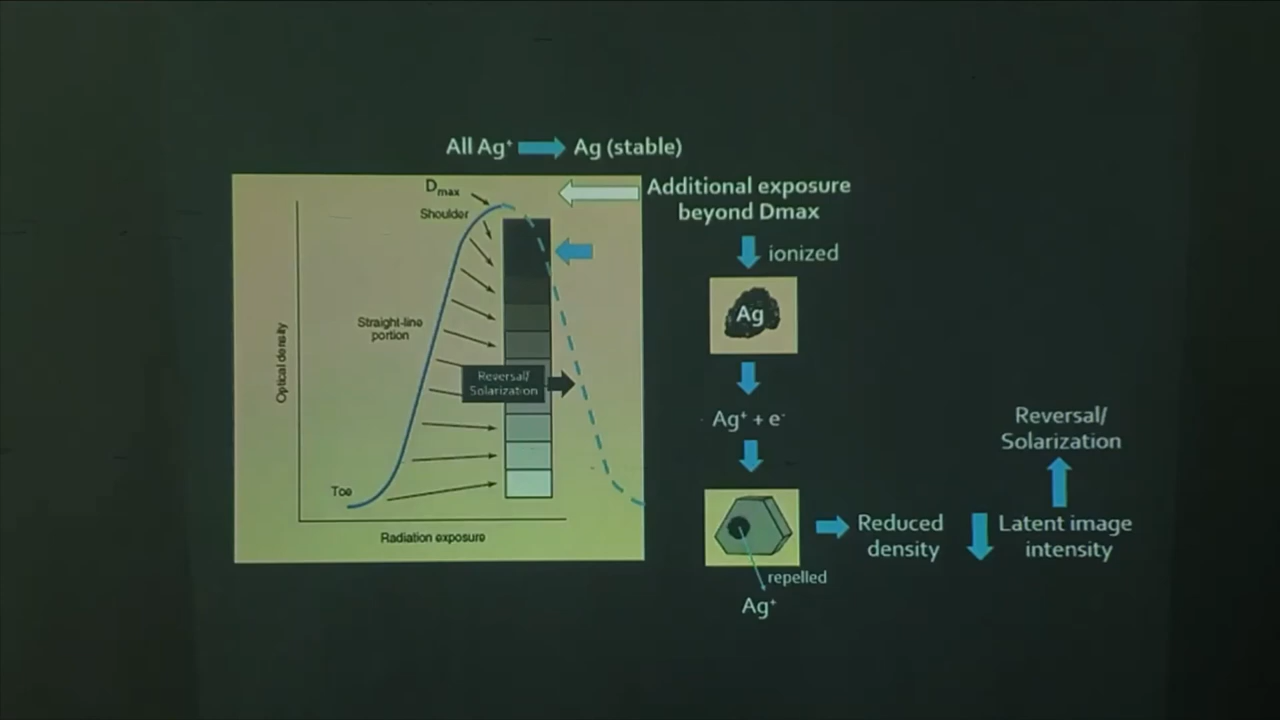 All Ag⁺ Ag (stable)
Additional exposure
beyond Dmax
ionized
Ag
Ag⁺ + e⁻
repelled
Ag⁺
Reduced
density
Latent image
intensity
Reversal/
Solarization
Dmax
Shoulder
Straight-line
portion
Reversal/
Solarization
Optical density
Toe
Radiation exposure